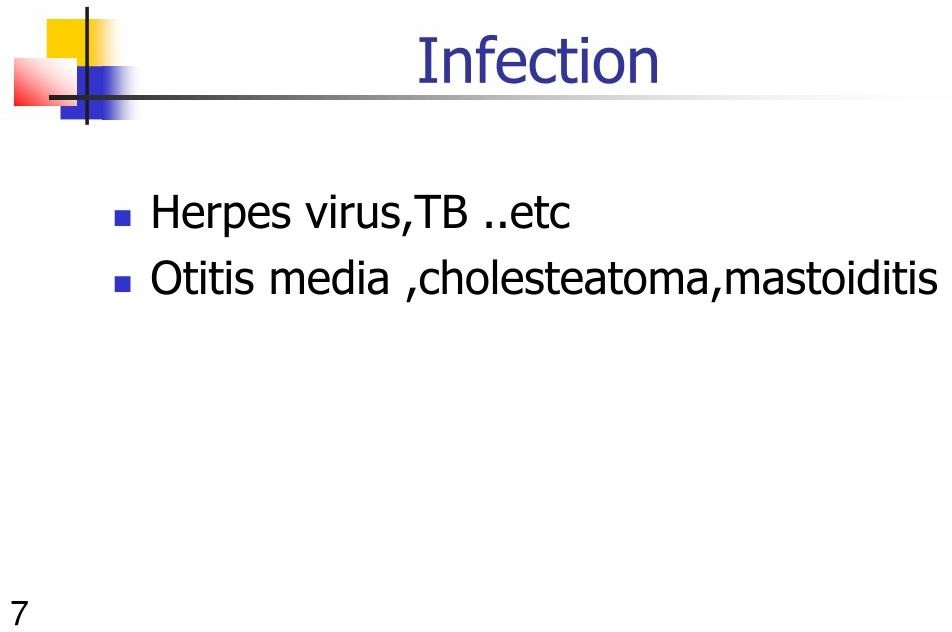 Infection
Herpes virus,TB ..etc
Otitis media ,cholesteatoma,mastoiditis
7